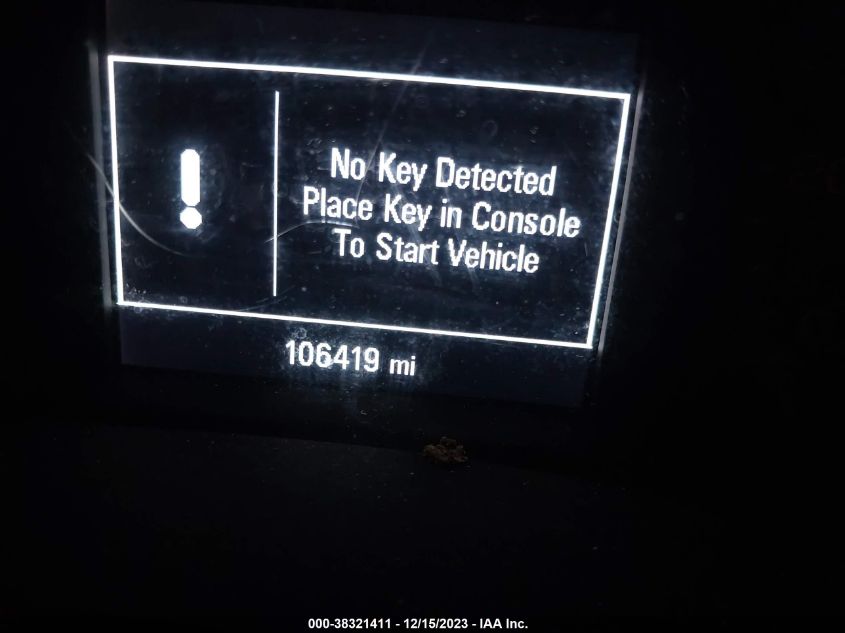 !
No Key Detected
Place Key in Console
To Start Vehicle
106419 mi
000-38321411 - 12/15/2023 - IAA Inc.